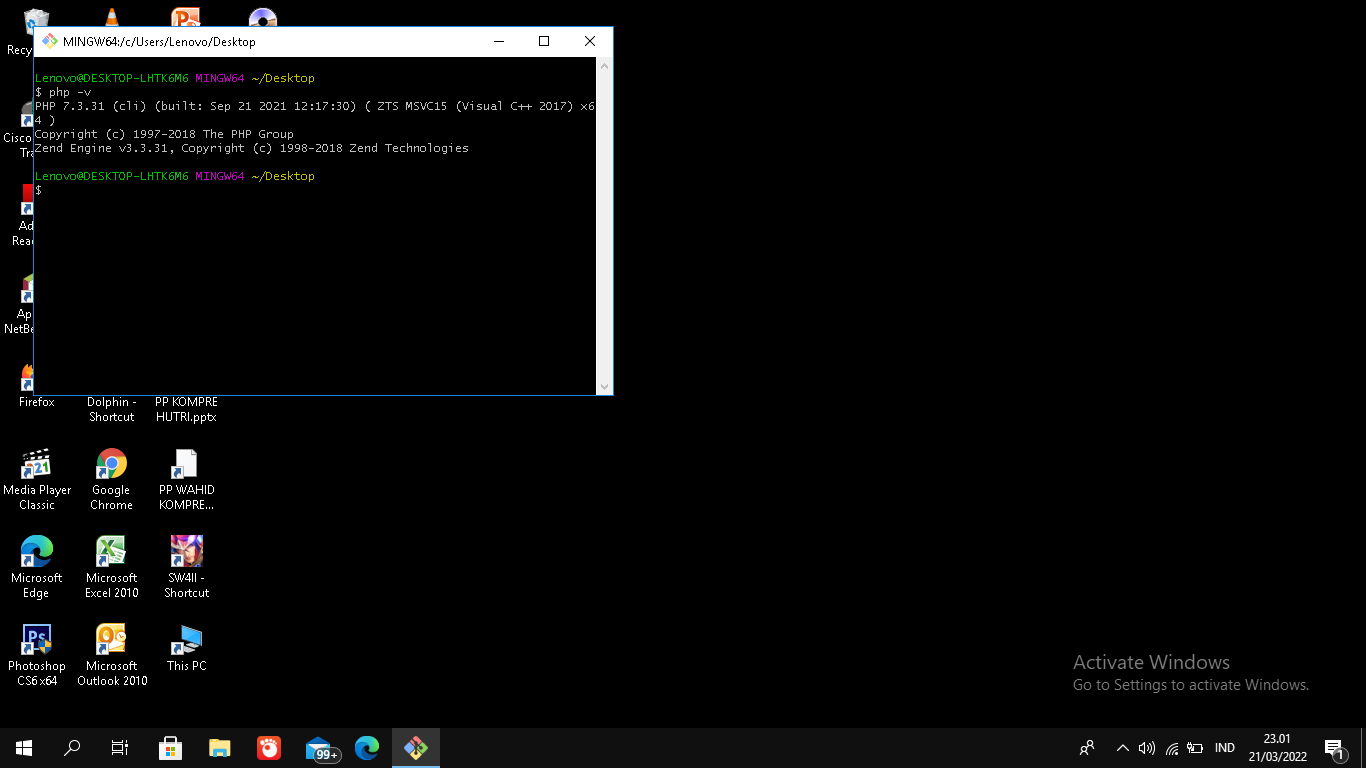 MINGW64:/c/Users/Lenovo/Desktop
Lenovo@DESKTOP-LHTK6M6 MINGW64 ~/Desktop
$ php -v
PHP 7.3.31 (cli) (built: Sep 21 2021 12:17:30) ( ZTS MSVC15 (Visual C++ 2017) x6
4 )
Copyright (c) 1997-2018 The PHP Group
Zend Engine v3.3.31, Copyright (c) 1998-2018 Zend Technologies
Lenovo@DESKTOP-LHTK6M6 MINGW64 ~/Desktop
$
Recy
Cisco
Tra
Ad
Rea
Ap
NetBe
Firefox
Dolphin -
Shortcut
PP KOMPRE
HUTRI.pptx
Media Player
Classic
Google
Chrome
PP WAHID
KOMPRE...
Microsoft
Edge
Microsoft
Excel 2010
SW4II -
Shortcut
Photoshop
CS6 x64
Microsoft
Outlook 2010
This PC
Activate Windows
Go to Settings to activate Windows.
99+
IND
23.01
21/03/2022
1